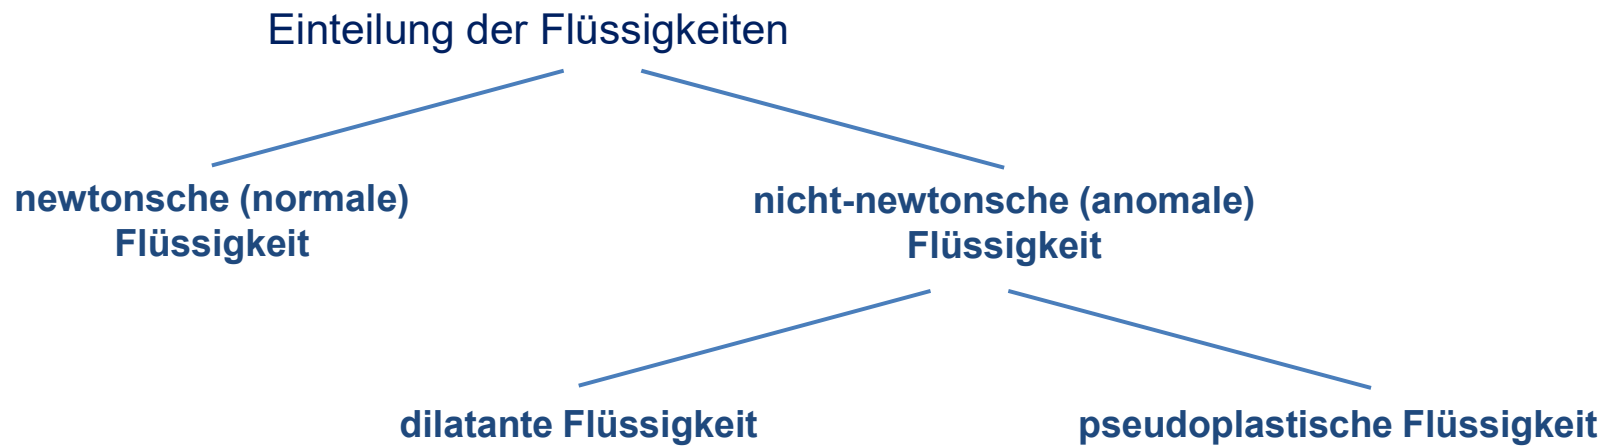 Einteilung der Flüssigkeiten
newtonsche (normale)
Flüssigkeit
nicht-newtonsche (anomale)
Flüssigkeit
dilatante Flüssigkeit
pseudoplastische Flüssigkeit